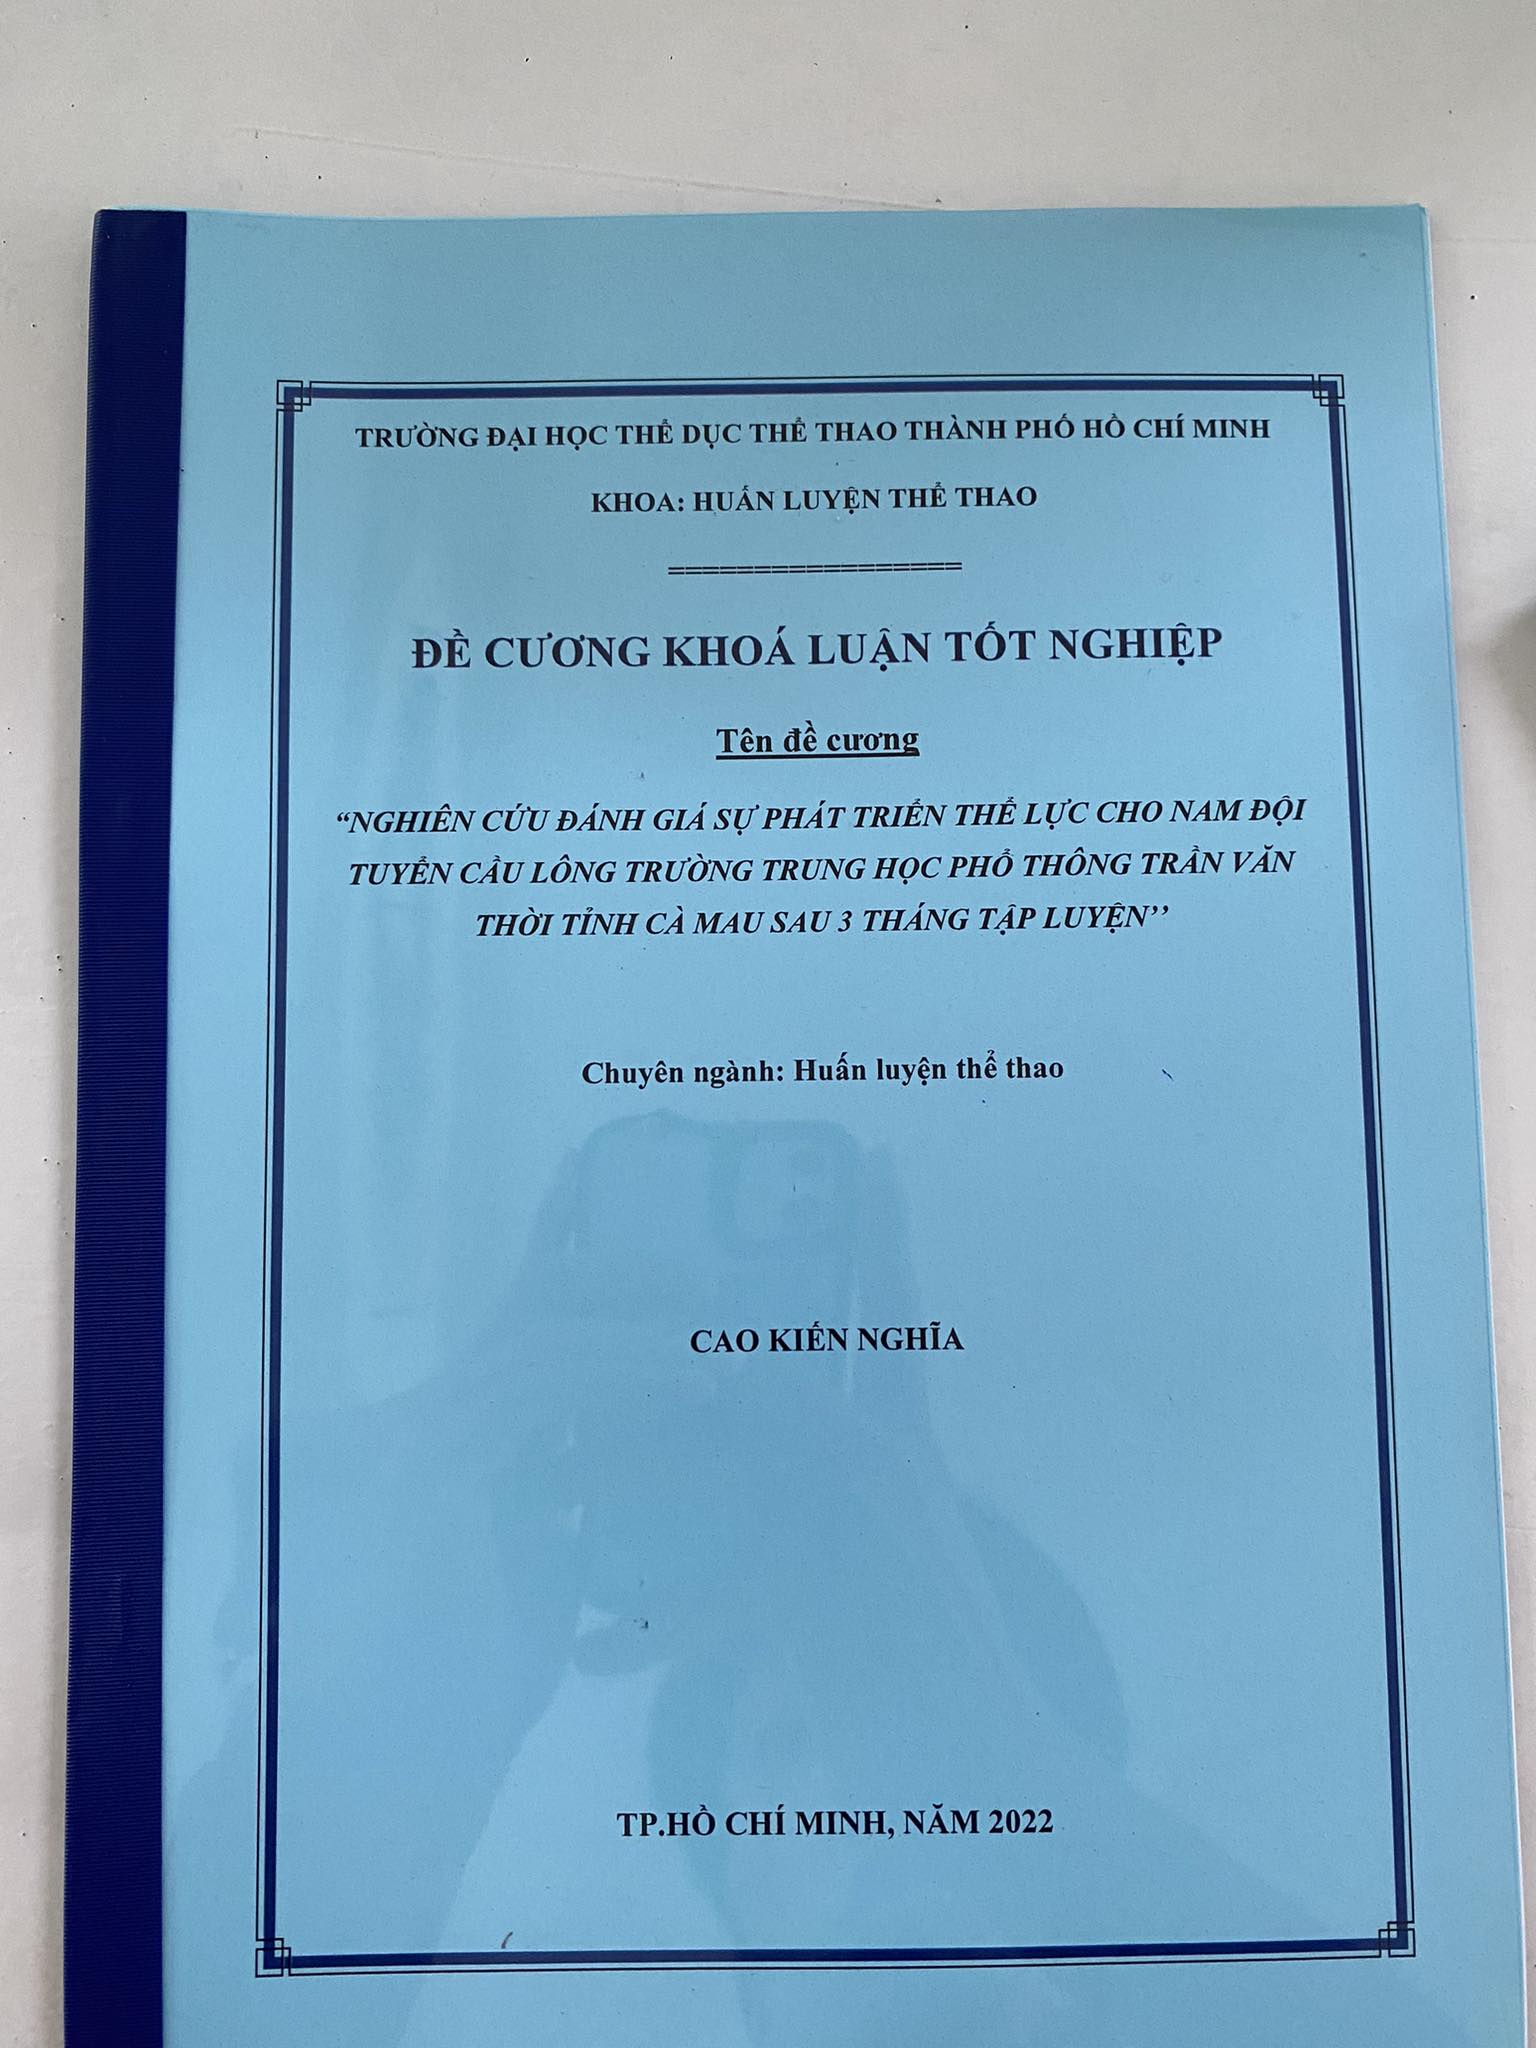 TRƯỜNG ĐẠI HỌC THỂ DỤC THỂ THAO THÀNH PHỐ HỒ CHÍ MINH
KHOA: HUẤN LUYỆN THỂ THAO
=================
ĐỀ CƯƠNG KHOÁ LUẬN TỐT NGHIỆP
Tên đề cương
“NGHIÊN CỨU ĐÁNH GIÁ SỰ PHÁT TRIỂN THỂ LỰC CHO NAM ĐỘI
TUYỂN CẦU LÔNG TRƯỜNG TRUNG HỌC PHỔ THÔNG TRẦN VĂN
THỜI TỈNH CÀ MAU SAU 3 THÁNG TẬP LUYỆN’’
Chuyên ngành: Huấn luyện thể thao
CAO KIẾN NGHĨA
TP.HỒ CHÍ MINH, NĂM 2022